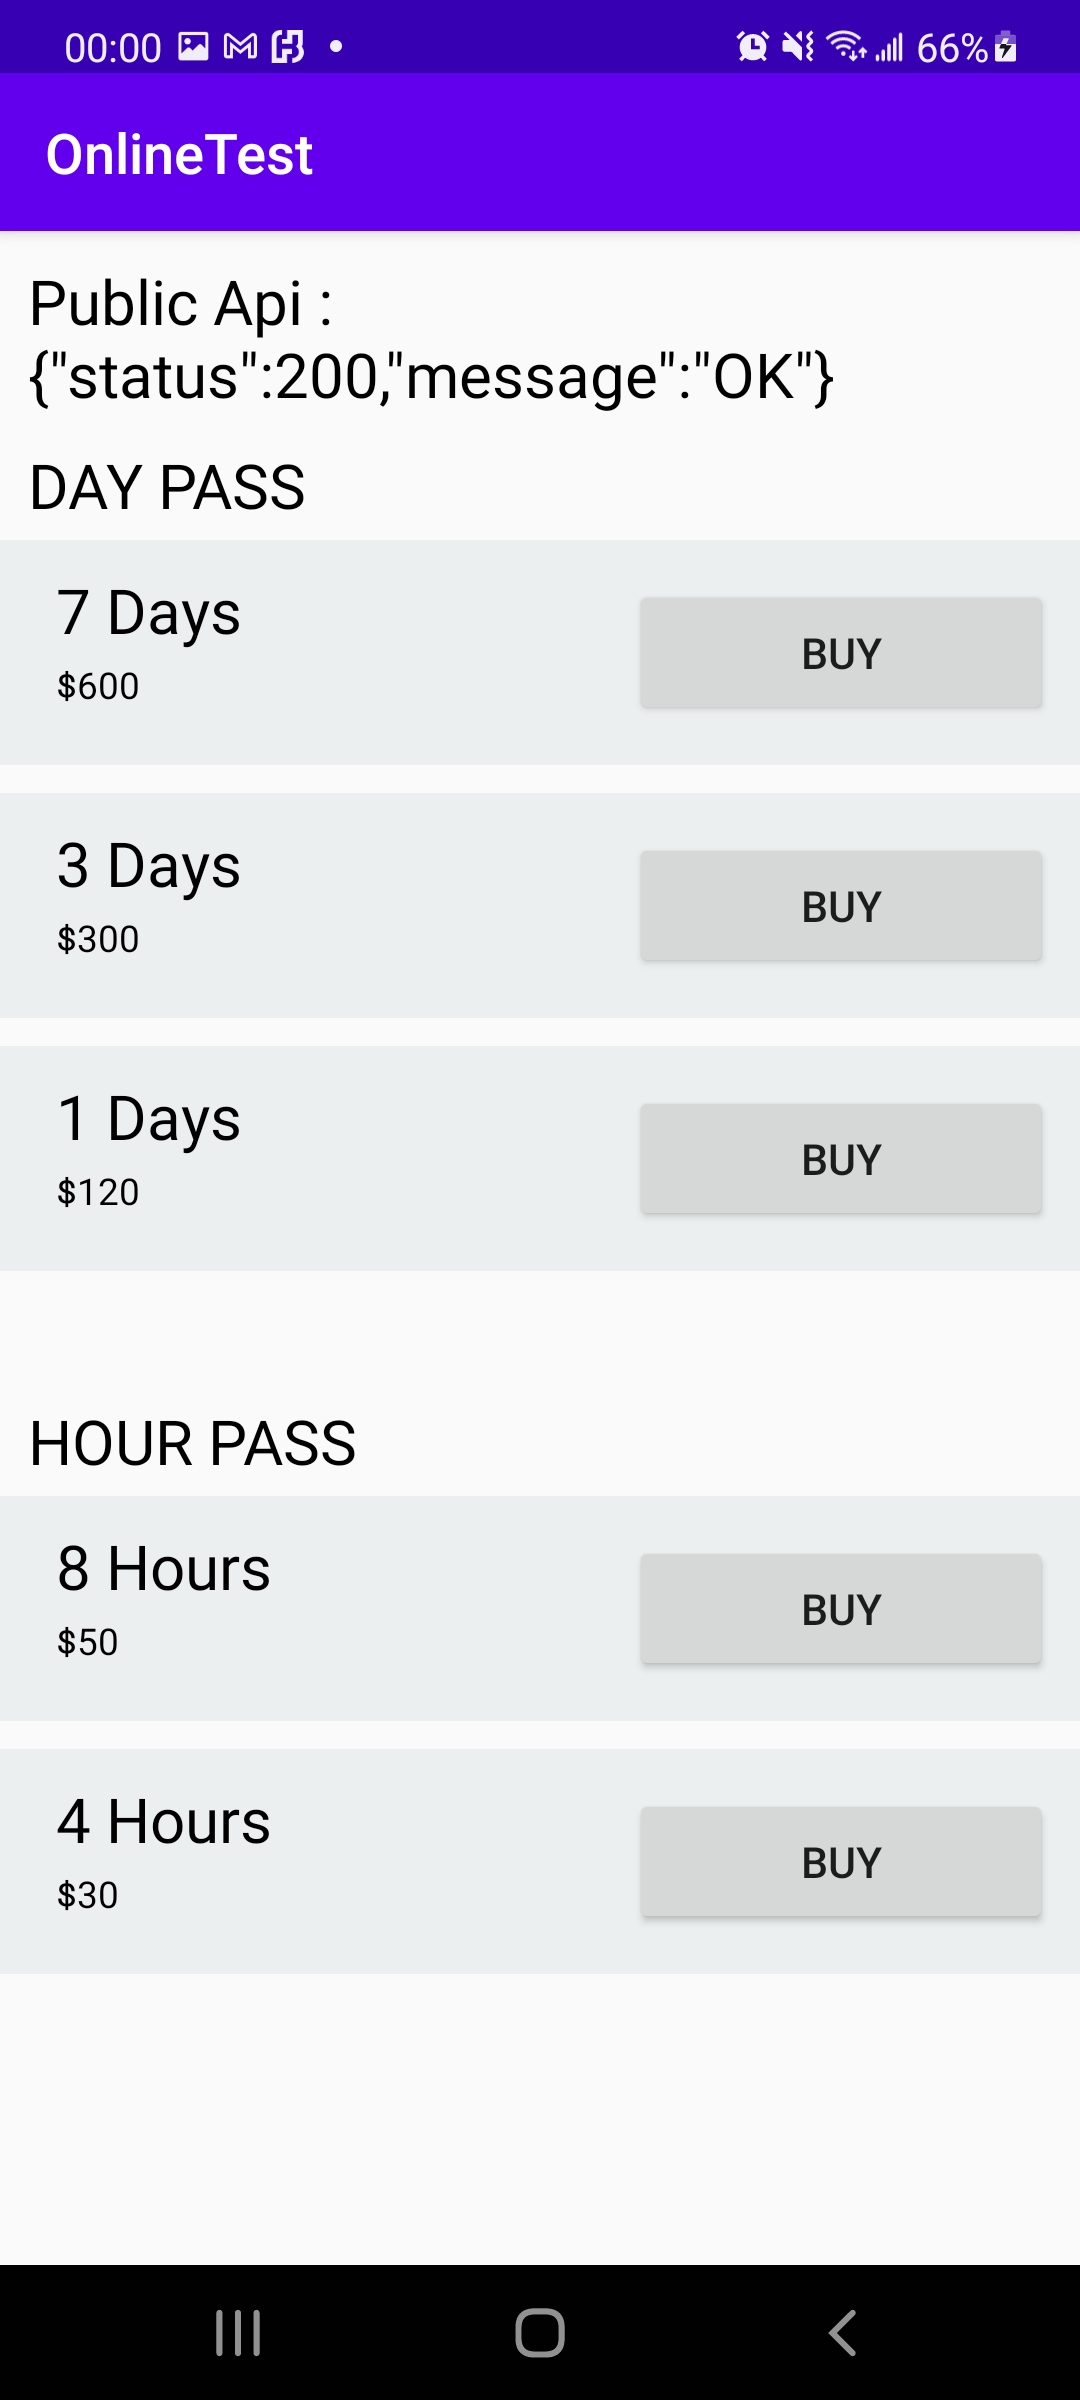 00:00
66%
OnlineTest
Public Api :
{"status":200,"message":"OK"}
DAY PASS
7 Days
$600
BUY
3 Days
$300
BUY
1 Days
$120
BUY
HOUR PASS
8 Hours
$50
BUY
4 Hours
$30
BUY